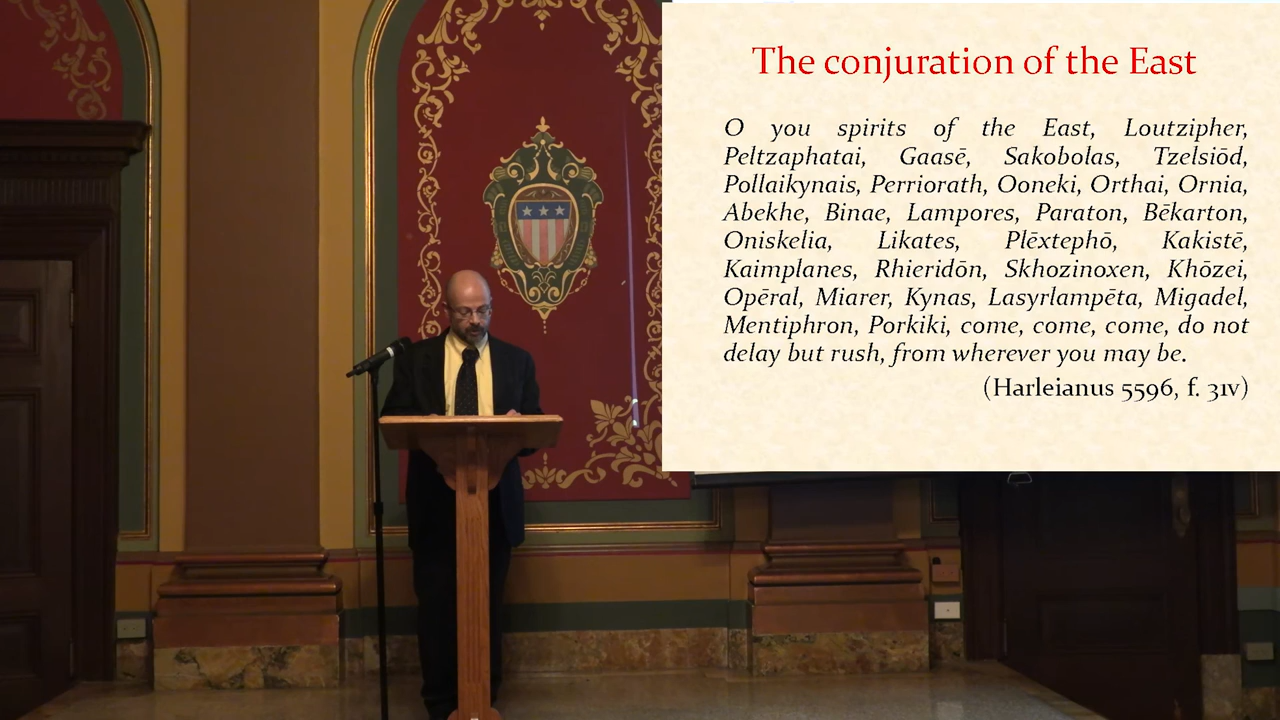 The conjuration of the East
O you spirits of the East, Loutzipher,
Peltzaphatai, Gaasē, Sakobolas, Tzelsiōd,
Pollaikynais, Perriorath, Ooneki, Orthai, Ornia,
Abekhe, Binae, Lampores, Paraton, Bēkarton,
Oniskelia, Likates, Plēxtephō, Kakistē,
Kaimplanes, Rhieridōn, Skhozinoxen, Khōzei,
Opēral, Miarer, Kynas, Lasyrlampēta, Migadel,
Mentiphron, Porkiki, come, come, come, do not
delay but rush, from wherever you may be.
(Harleianus 5596, f. 31v)